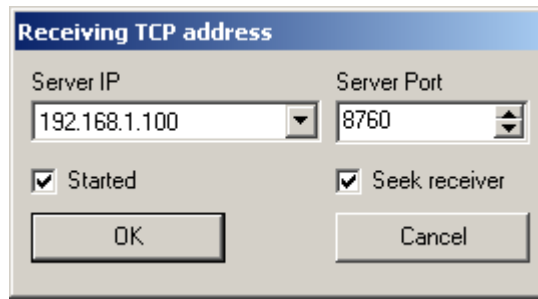 Receiving TCP address
Server IP Server Port
192.168.1.100 8760
Started Seek receiver
OK Cancel